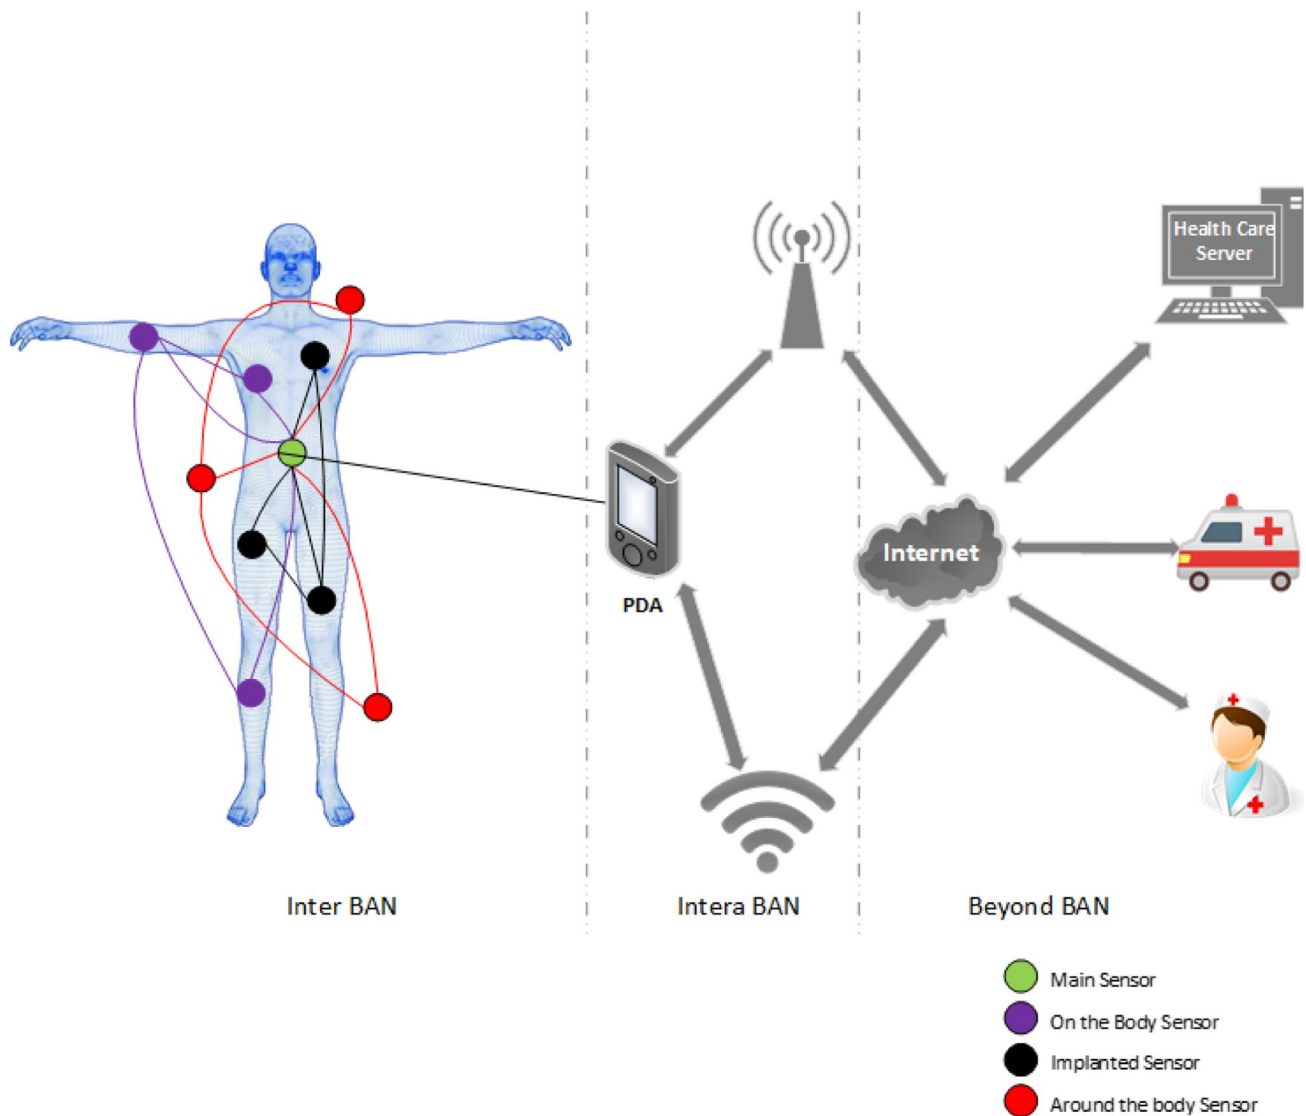 Health Care
Server
Internet
PDA
Inter BAN
Intera BAN
Beyond BAN
Main Sensor
On the Body Sensor
Implanted Sensor
Around the body Sensor